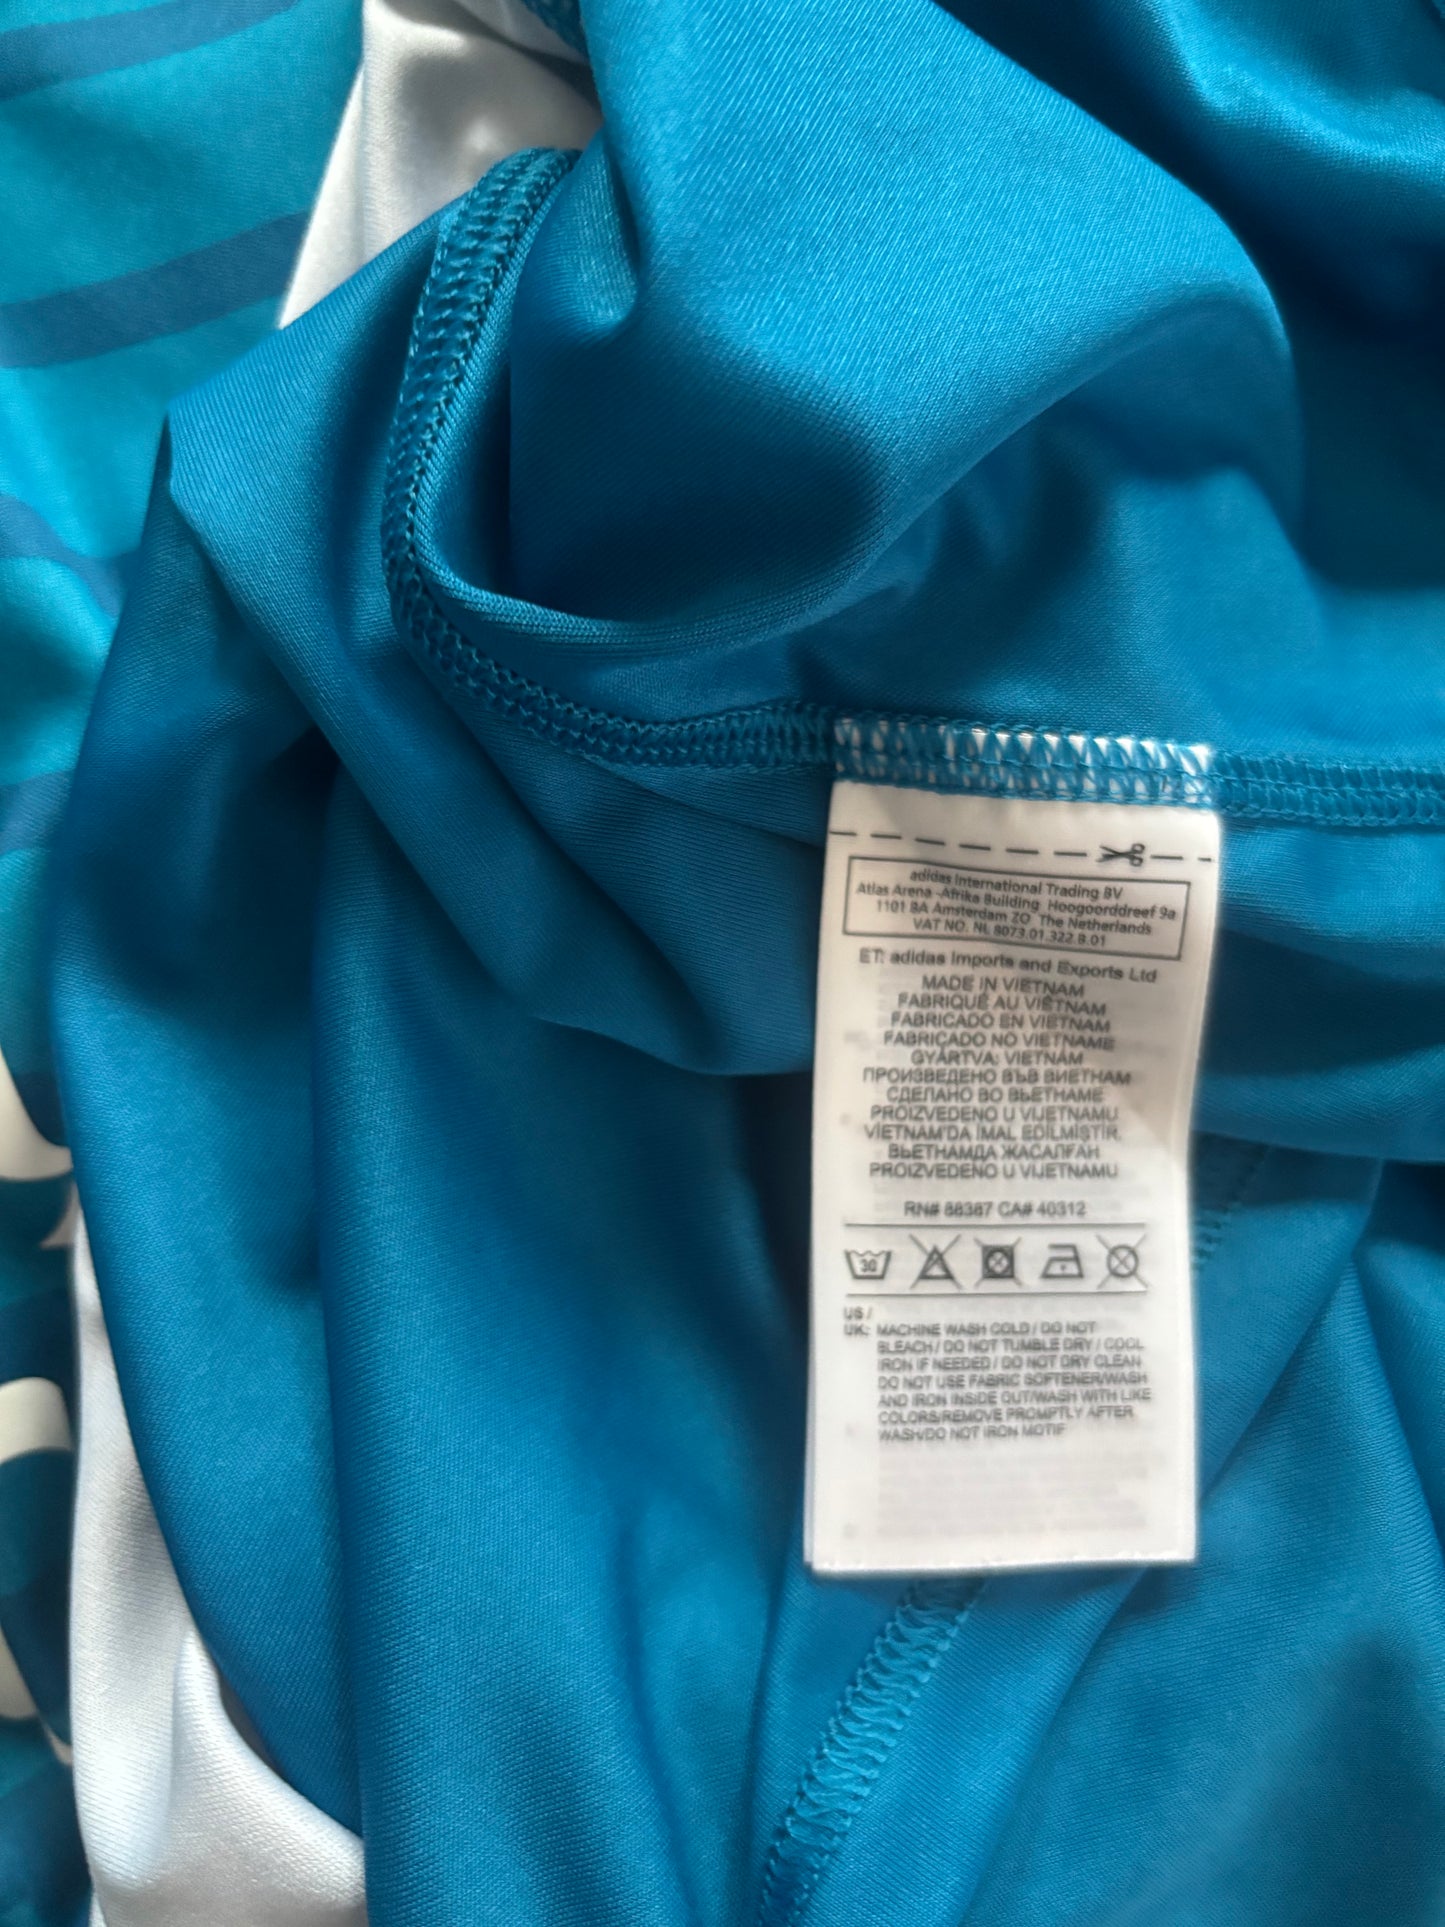 adidas International Trading BV
Atlas Arena -Afrika Building Hoogoorddreef 9a
1101 BA Amsterdam ZO The Netherlands
VAT NO. NL 8073.01.322.B.01
ET: adidas Imports and Exports Ltd
MADE IN VIETNAM
FABRIQUÉ AU VIÊTNAM
FABRICADO EN VIETNAM
FABRICADO NO VIETNAME
GYÁRTVA: VIETNÁM
ПРОИЗВЕДЕНО ВЪВ ВИЕТНАМ
СДЕЛАНО ВО ВЬЕТНАМЕ
PROIZVEDENO U VIJETNAMU
VİETNAM'DA İMAL EDİLMİŞTİR.
ВЬЕТНАМДА ЖАСАЛҒАН
PROIZVEDENO U VIJETNAMU
RN# 88387 CA# 40312
30
US /
UK: MACHINE WASH COLD / DO NOT
BLEACH / DO NOT TUMBLE DRY / COOL
IRON IF NEEDED / DO NOT DRY CLEAN
DO NOT USE FABRIC SOFTENER/WASH
AND IRON INSIDE OUT/WASH WITH LIKE
COLORS/REMOVE PROMPTLY AFTER
WASH/DO NOT IRON MOTIF